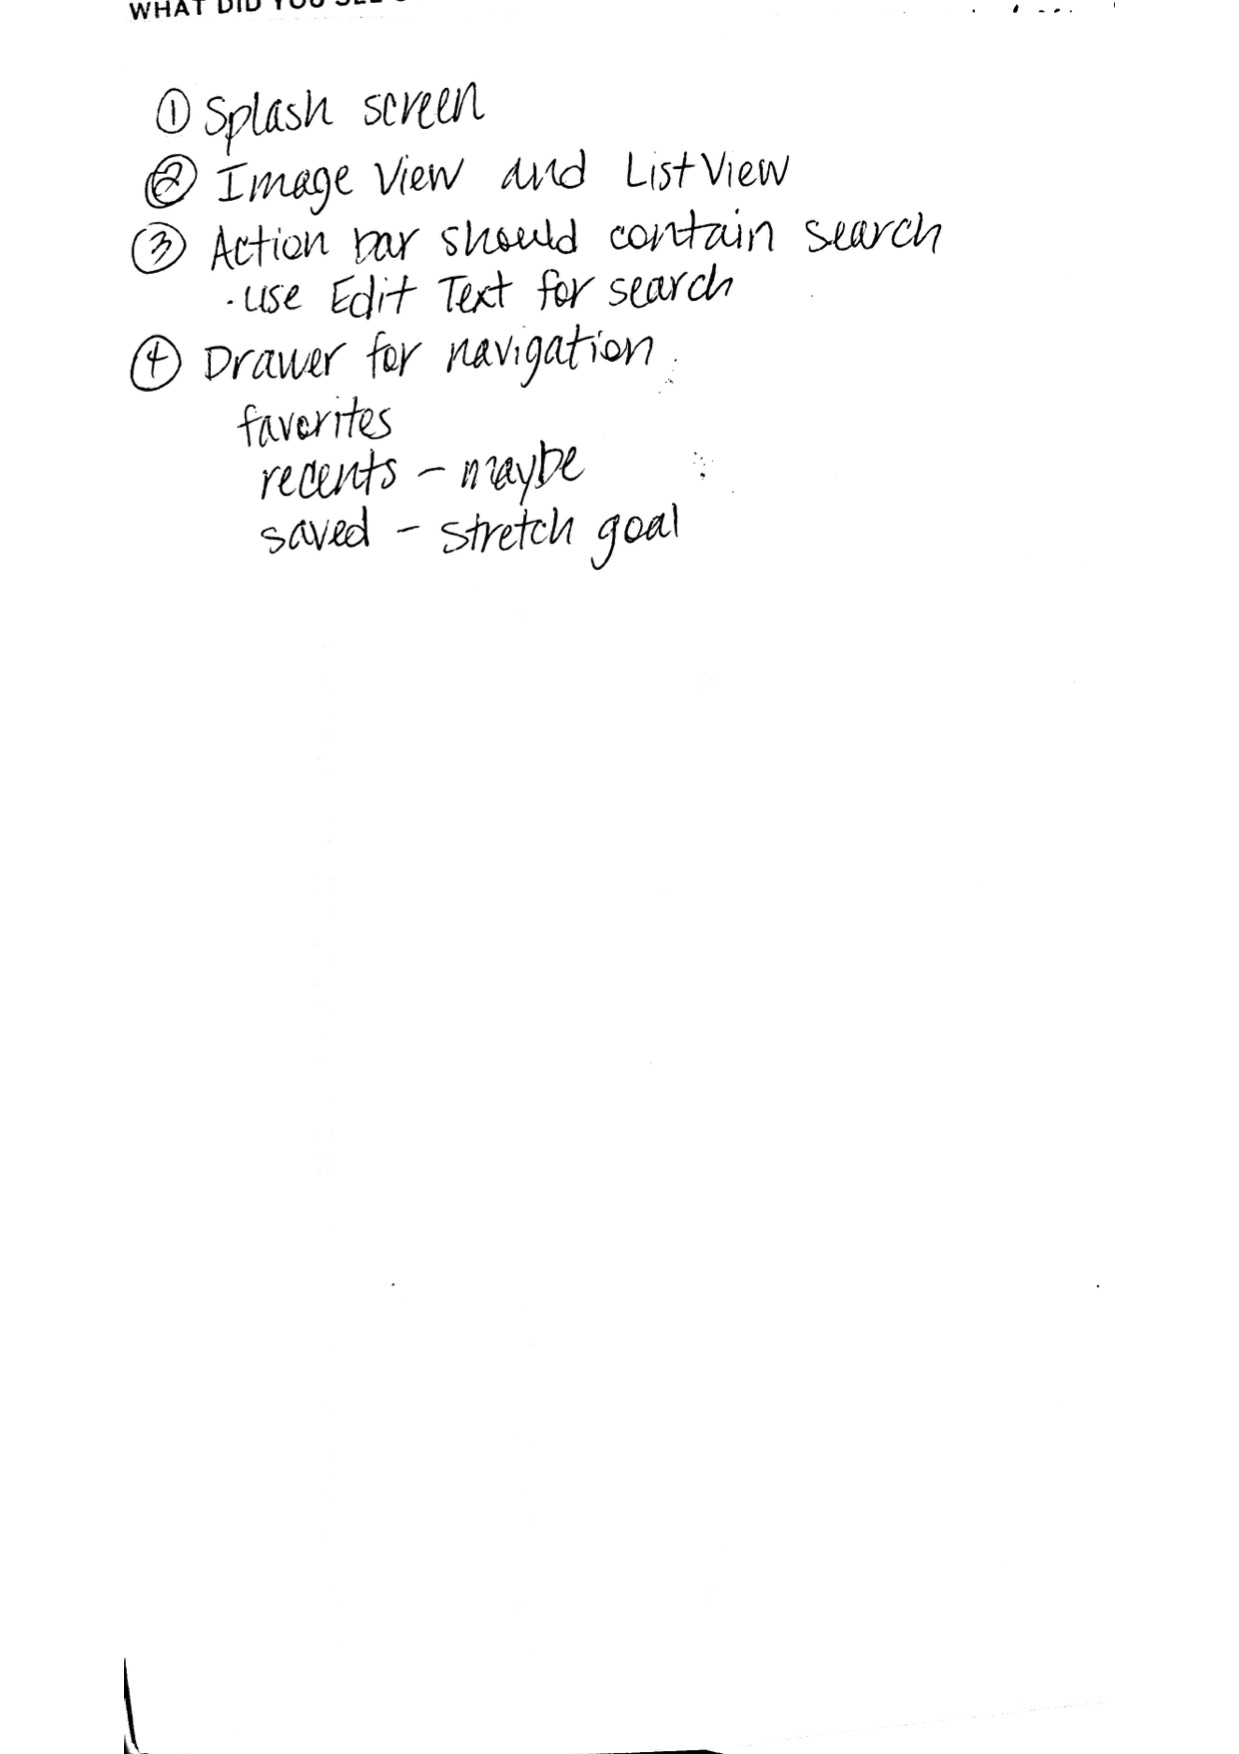 WHAT DID YOU SEE
① Splash screen
② Image View and ListView
③ Action bar should contain search
· use Edit Text for search
④ Drawer for navigation
favorites
recents - maybe
saved - stretch goal